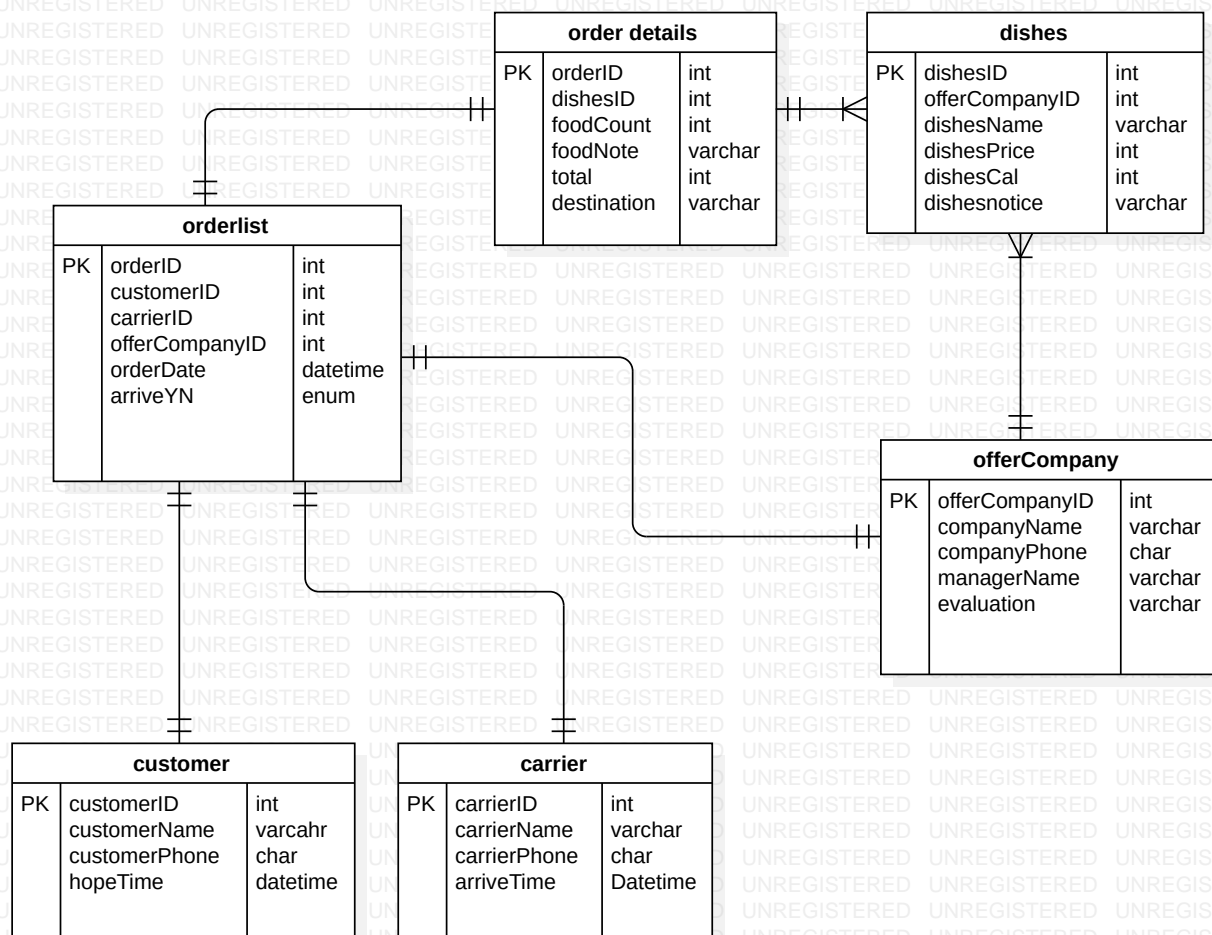 order details
PK orderID int
dishesID int
foodCount int
foodNote varchar
total int
destination varchar
dishes
PK dishesID int
offerCompanyID int
dishesName varchar
dishesPrice int
dishesCal int
dishesnotice varchar
orderlist
PK orderID int
customerID int
carrierID int
offerCompanyID int
orderDate datetime
arriveYN enum
offerCompany
PK offerCompanyID int
companyName varchar
companyPhone char
managerName varchar
evaluation varchar
customer
PK customerID int
customerName varcahr
customerPhone char
hopeTime datetime
carrier
PK carrierID int
carrierName varchar
carrierPhone char
arriveTime Datetime
UNREGISTERED